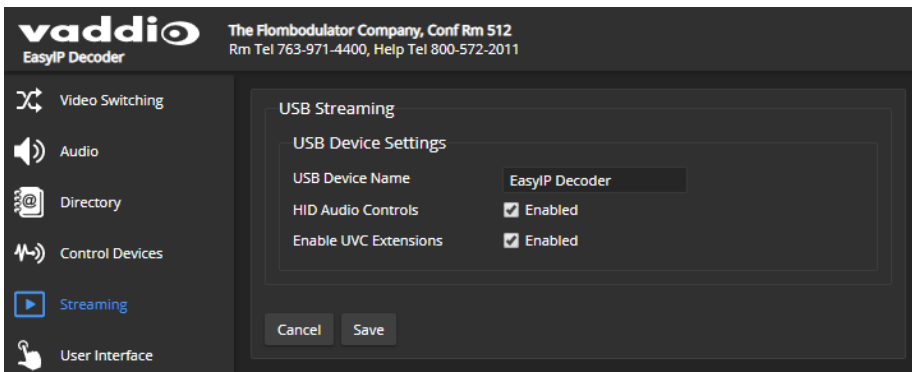 vaddio
EasyIP Decoder
The Flombodulator Company, Conf Rm 512
Rm Tel 763-971-4400, Help Tel 800-572-2011
Video Switching
Audio
Directory
Control Devices
Streaming
User Interface
USB Streaming
USB Device Settings
USB Device Name EasyIP Decoder
HID Audio Controls Enabled
Enable UVC Extensions Enabled
Cancel Save